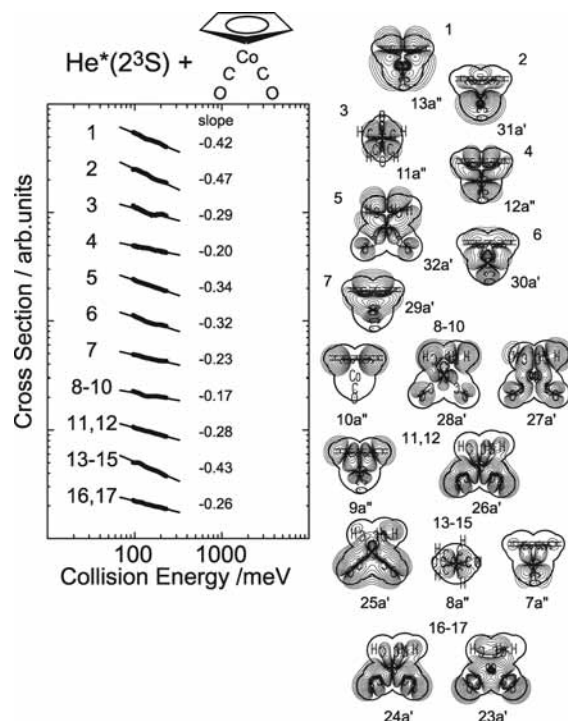 He*(2³S) +
Co
C C
O O
slope
1 -0.42
2 -0.47
3 -0.29
4 -0.20
5 -0.34
6 -0.32
7 -0.23
8-10 -0.17
11,12 -0.28
13-15 -0.43
16,17 -0.26
100 1000
Collision Energy /meV
Cross Section / arb.units
1
13a"
2
31a'
3
11a"
4
12a"
5
32a'
6
30a'
7
29a'
8-10
10a"
28a'
27a'
11,12
9a"
26a'
13-15
25a'
8a"
7a"
16-17
24a'
23a'